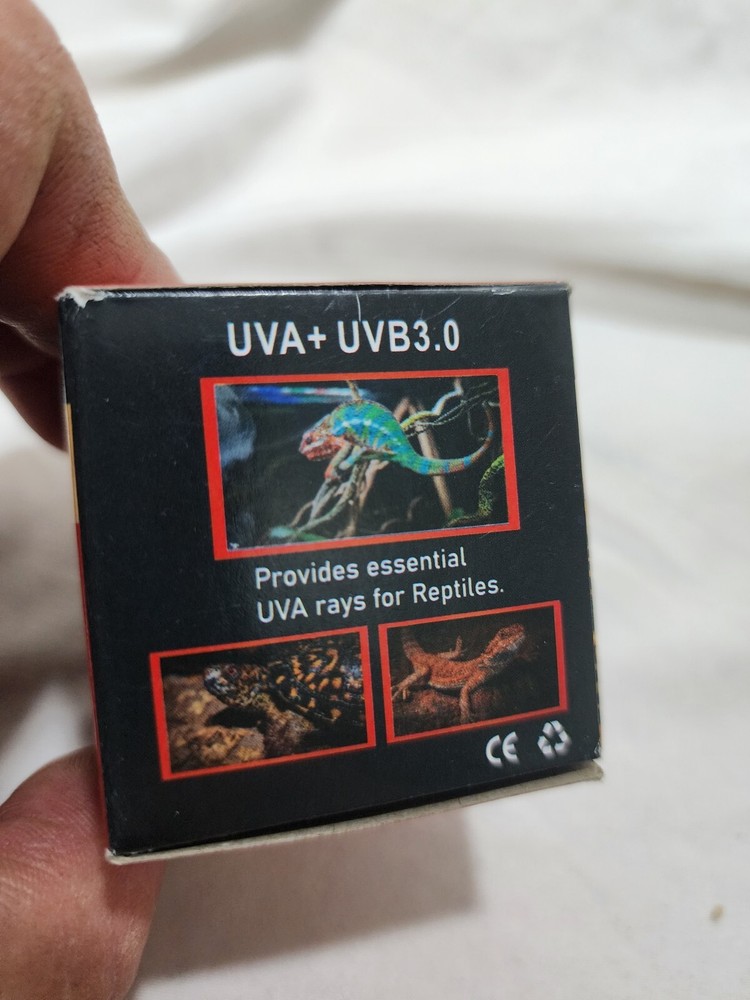 UVA+ UVB3.0
Provides essential
UVA rays for Reptiles.
CE